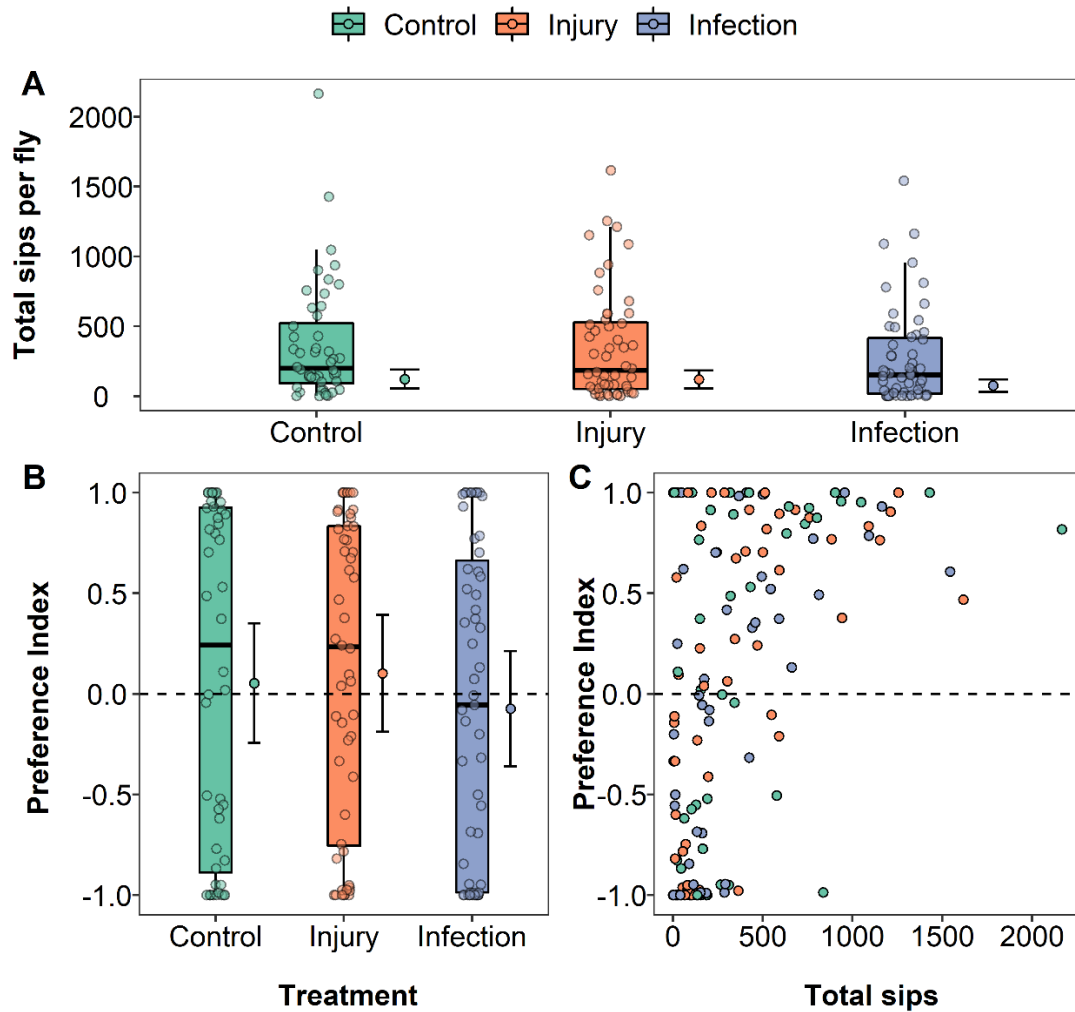 Control Injury Infection
A
Total sips per fly
2000
1500
1000
500
0
Control Injury Infection
B
Preference Index
1.0
0.5
0.0
-0.5
-1.0
Control Injury Infection
Treatment
C
Preference Index
1.0
0.5
0.0
-0.5
-1.0
0 500 1000 1500 2000
Total sips